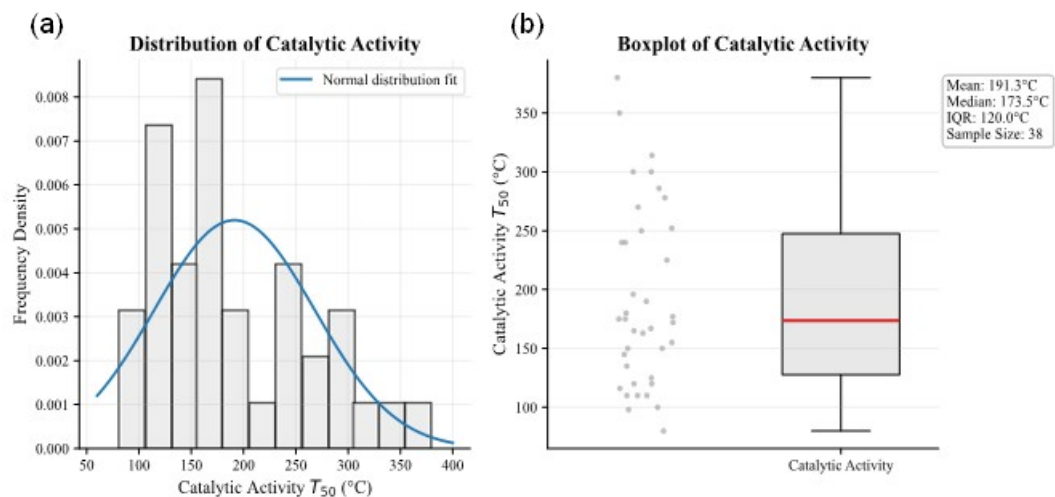 (a)
Distribution of Catalytic Activity
Normal distribution fit
0.008
0.007
0.006
0.005
0.004
0.003
0.002
0.001
0.000
Frequency Density
50 100 150 200 250 300 350 400
Catalytic Activity T50 (°C)
(b)
Boxplot of Catalytic Activity
Mean: 191.3°C
Median: 173.5°C
IQR: 120.0°C
Sample Size: 38
350
300
250
200
150
100
Catalytic Activity T50 (°C)
Catalytic Activity